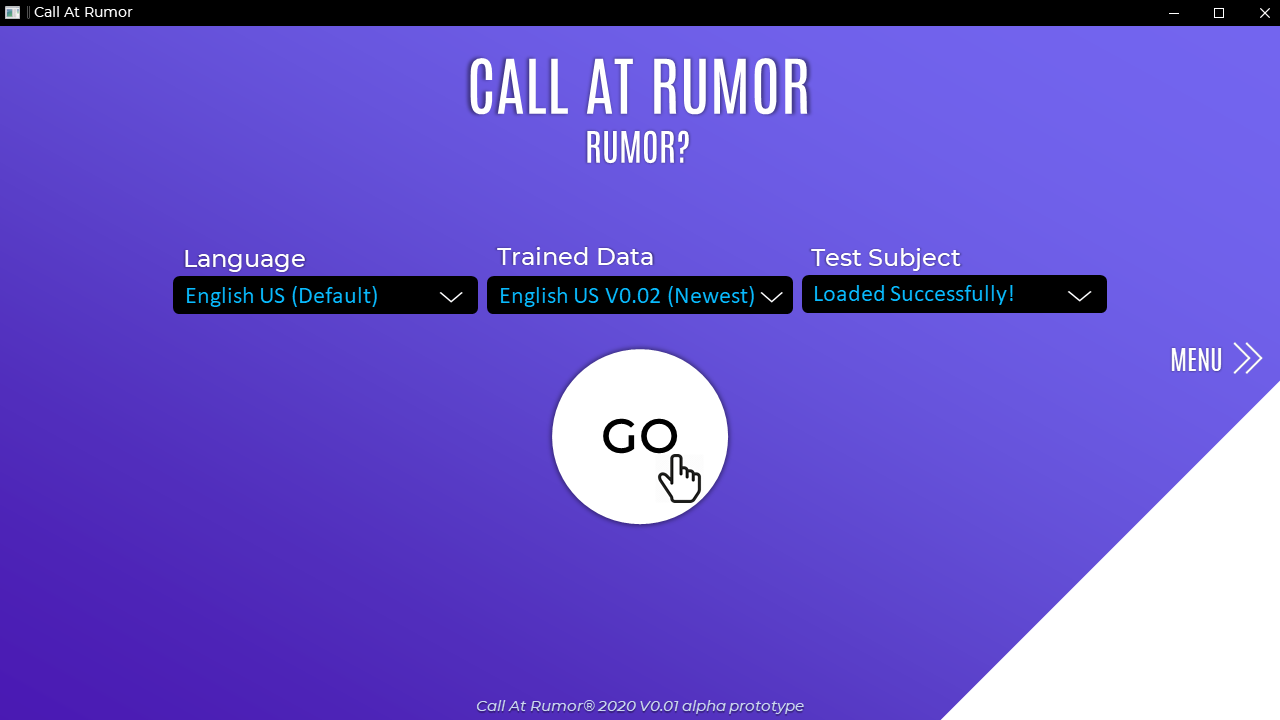 Call At Rumor
CALL AT RUMOR
RUMOR?
Language
Trained Data
Test Subject
English US (Default)
English US V0.02 (Newest)
Loaded Successfully!
MENU
GO
Call At Rumor® 2020 V0.01 alpha prototype